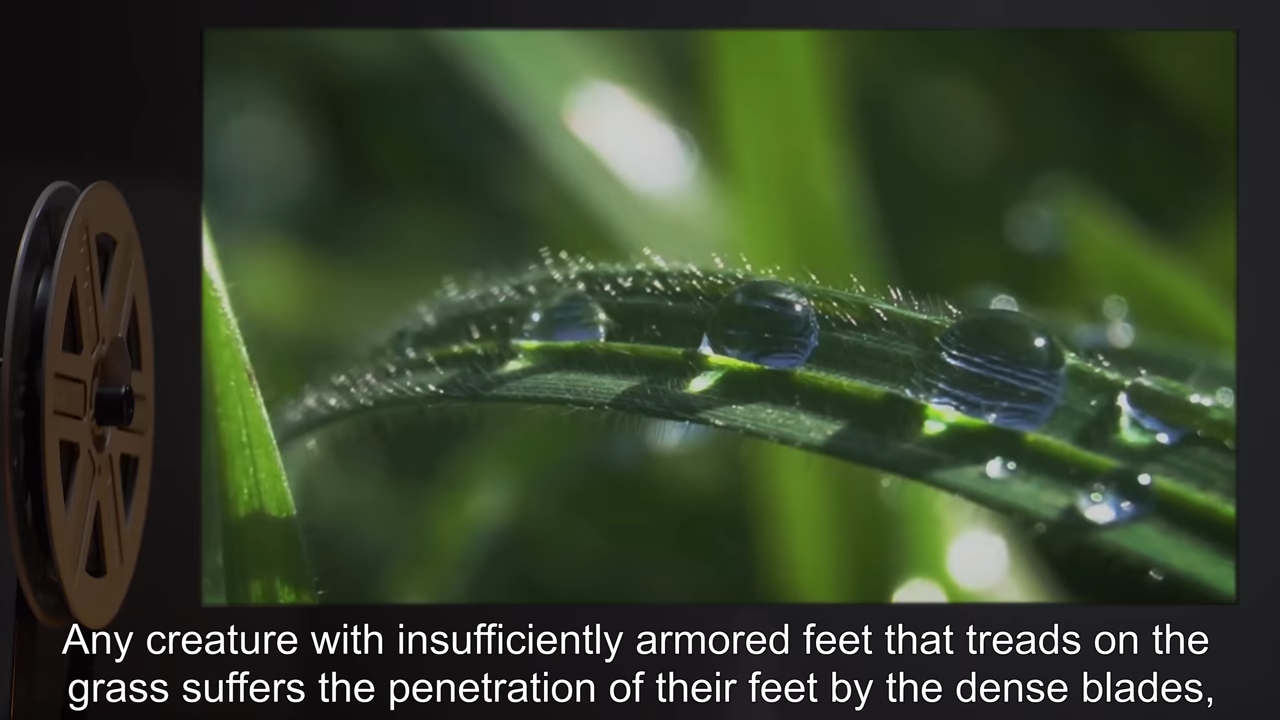 Any creature with insufficiently armored feet that treads on the
grass suffers the penetration of their feet by the dense blades,